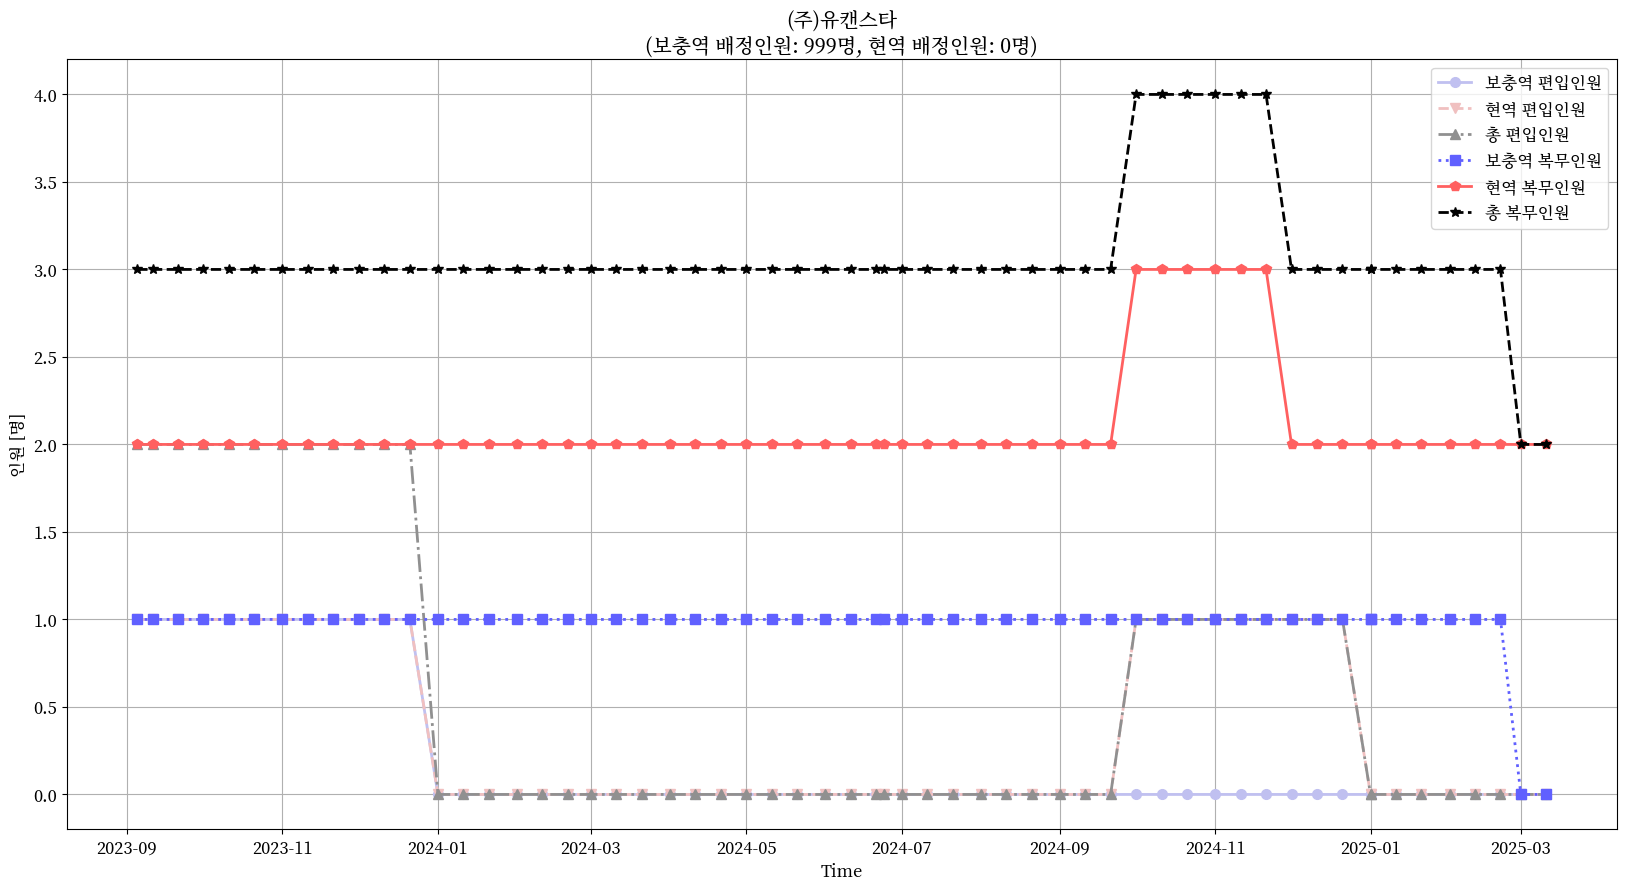 (주)유캔스타
(보충역 배정인원: 999명, 현역 배정인원: 0명)
보충역 편입인원
현역 편입인원
총 편입인원
보충역 복무인원
현역 복무인원
총 복무인원
인원 [명]
4.0
3.5
3.0
2.5
2.0
1.5
1.0
0.5
0.0
2023-09 2023-11 2024-01 2024-03 2024-05 2024-07 2024-09 2024-11 2025-01 2025-03
Time